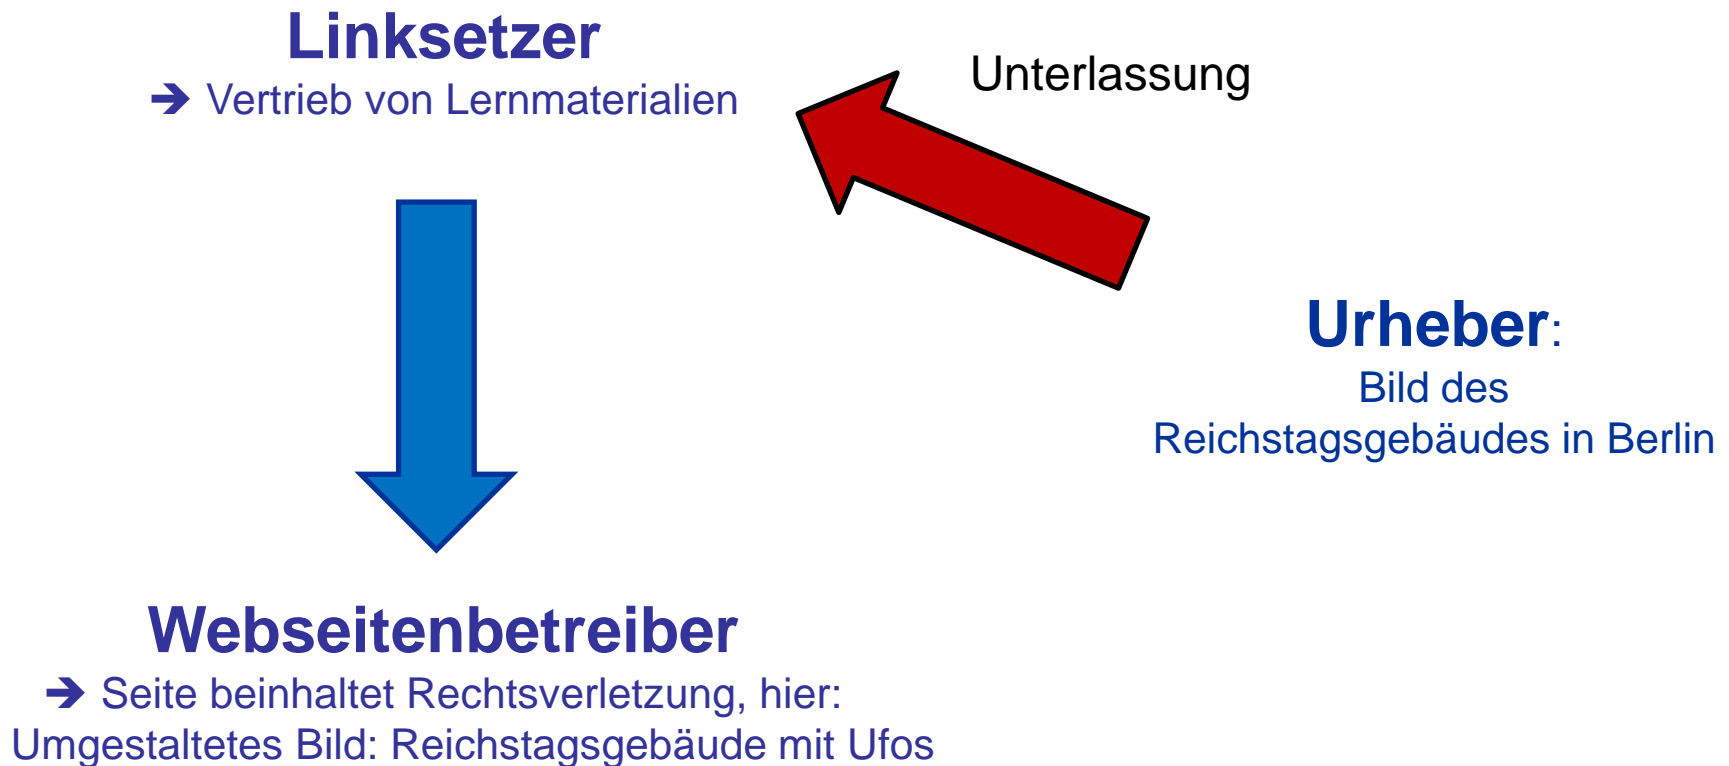 Linksetzer
➔ Vertrieb von Lernmaterialien
Unterlassung
Urheber:
Bild des
Reichstagsgebäudes in Berlin
Webseitenbetreiber
➔ Seite beinhaltet Rechtsverletzung, hier:
Umgestaltetes Bild: Reichstagsgebäude mit Ufos